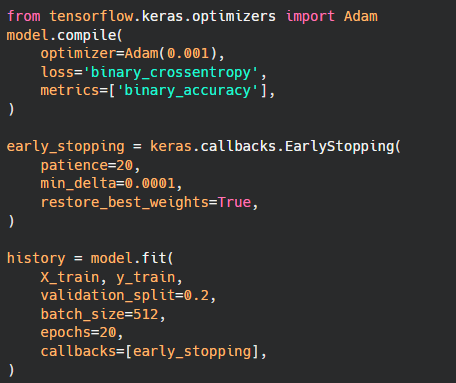 from tensorflow.keras.optimizers import Adam
model.compile(
    optimizer=Adam(0.001),
    loss='binary_crossentropy',
    metrics=['binary_accuracy'],
)

early_stopping = keras.callbacks.EarlyStopping(
    patience=20,
    min_delta=0.0001,
    restore_best_weights=True,
)

history = model.fit(
    X_train, y_train,
    validation_split=0.2,
    batch_size=512,
    epochs=20,
    callbacks=[early_stopping],
)